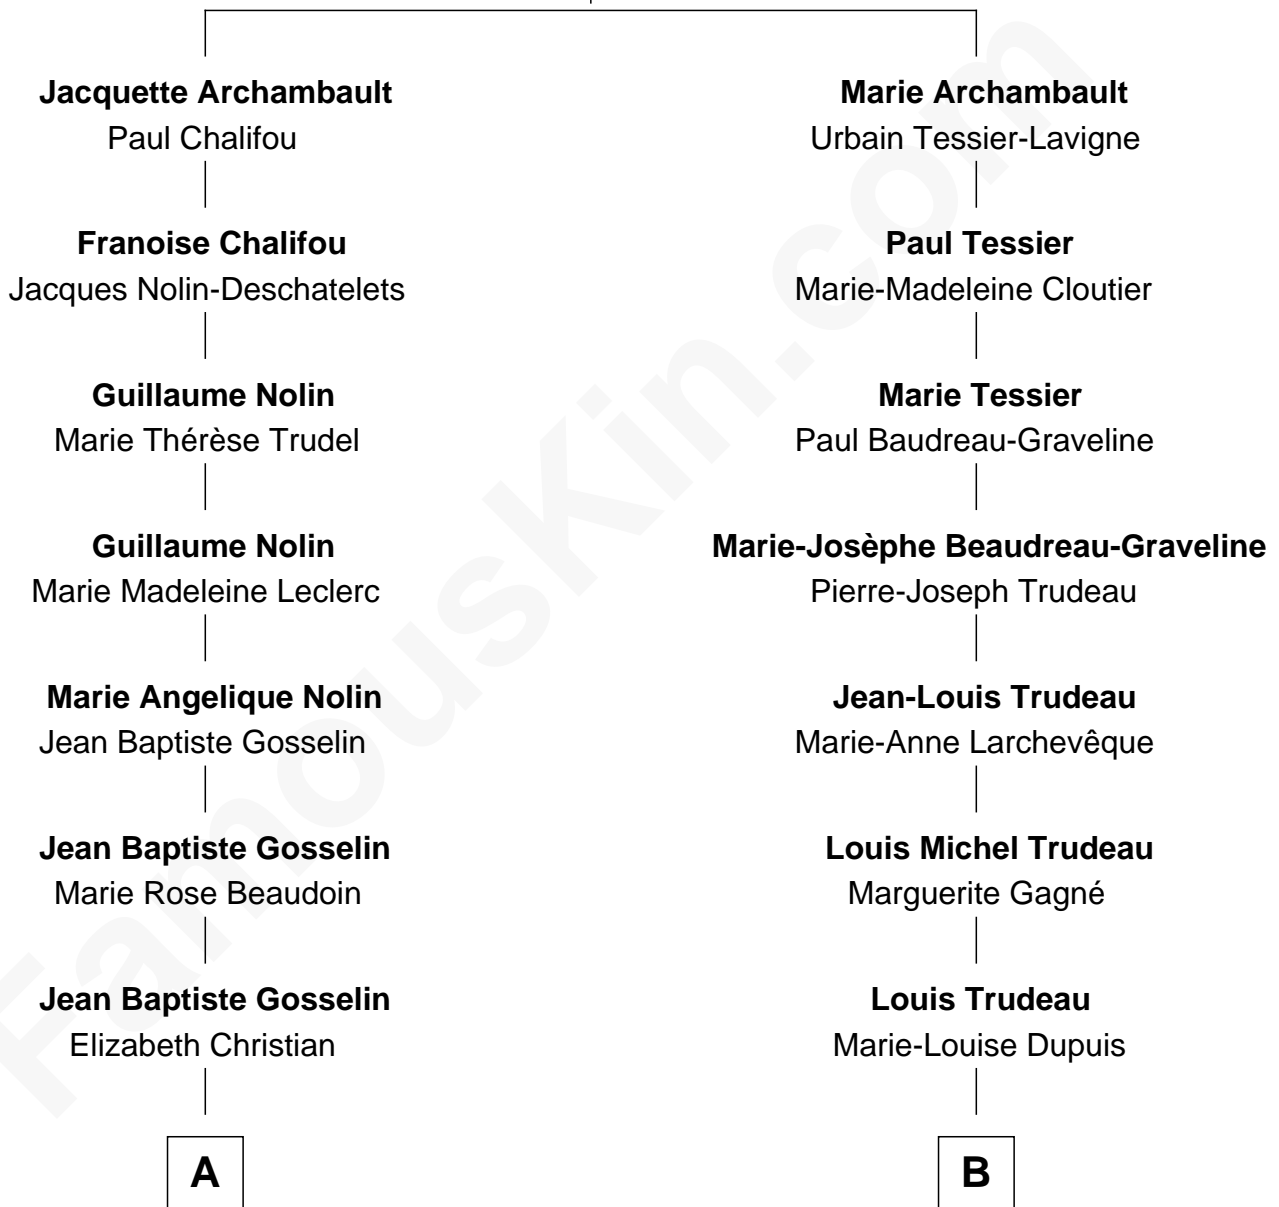 Jacquette Archambault
Paul Chalifou
Franoise Chalifou
Jacques Nolin-Deschatelets
Guillaume Nolin
Marie Thérèse Trudel
Guillaume Nolin
Marie Madeleine Leclerc
Marie Angelique Nolin
Jean Baptiste Gosselin
Jean Baptiste Gosselin
Marie Rose Beaudoin
Jean Baptiste Gosselin
Elizabeth Christian
A
Marie Archambault
Urbain Tessier-Lavigne
Paul Tessier
Marie-Madeleine Cloutier
Marie Tessier
Paul Baudreau-Graveline
Marie-Josèphe Beaudreau-Graveline
Pierre-Joseph Trudeau
Jean-Louis Trudeau
Marie-Anne Larchevêque
Louis Michel Trudeau
Marguerite Gagné
Louis Trudeau
Marie-Louise Dupuis
B
FamousKin.com